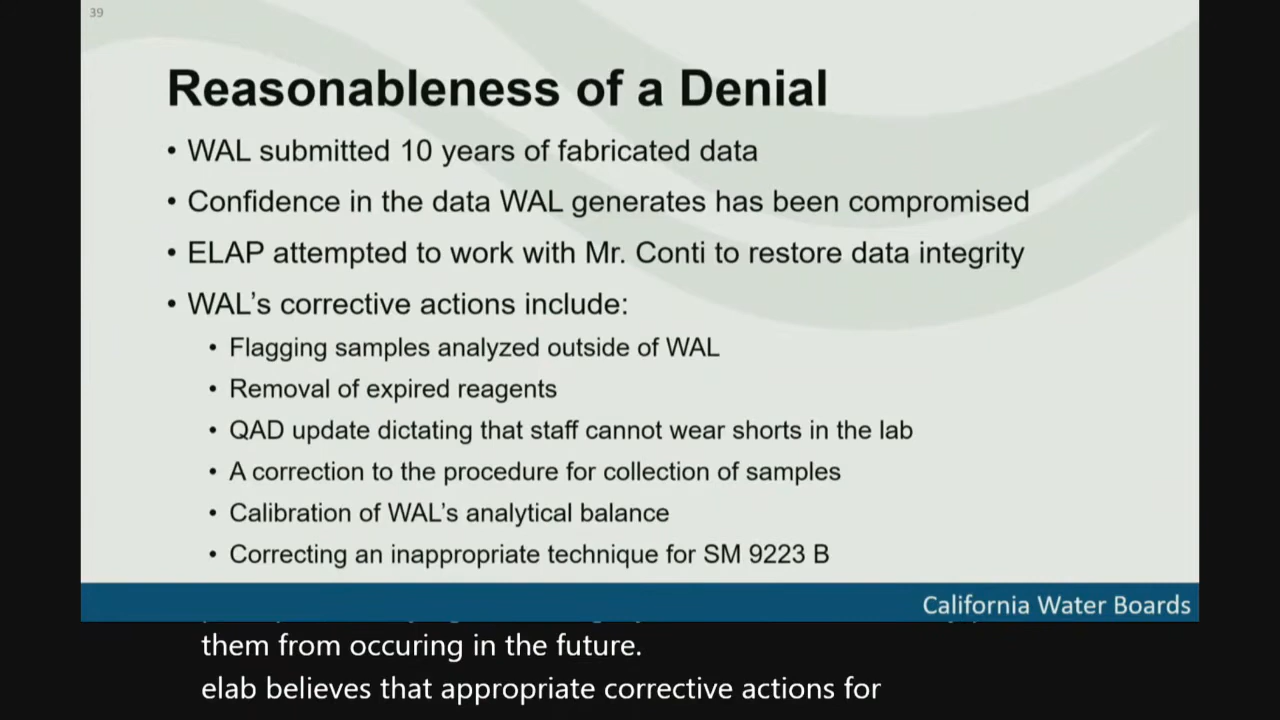 39
Reasonableness of a Denial
• WAL submitted 10 years of fabricated data
• Confidence in the data WAL generates has been compromised
• ELAP attempted to work with Mr. Conti to restore data integrity
• WAL's corrective actions include:
• Flagging samples analyzed outside of WAL
• Removal of expired reagents
• QAD update dictating that staff cannot wear shorts in the lab
• A correction to the procedure for collection of samples
• Calibration of WAL's analytical balance
• Correcting an inappropriate technique for SM 9223 B
California Water Boards
them from occuring in the future.
elab believes that appropriate corrective actions for